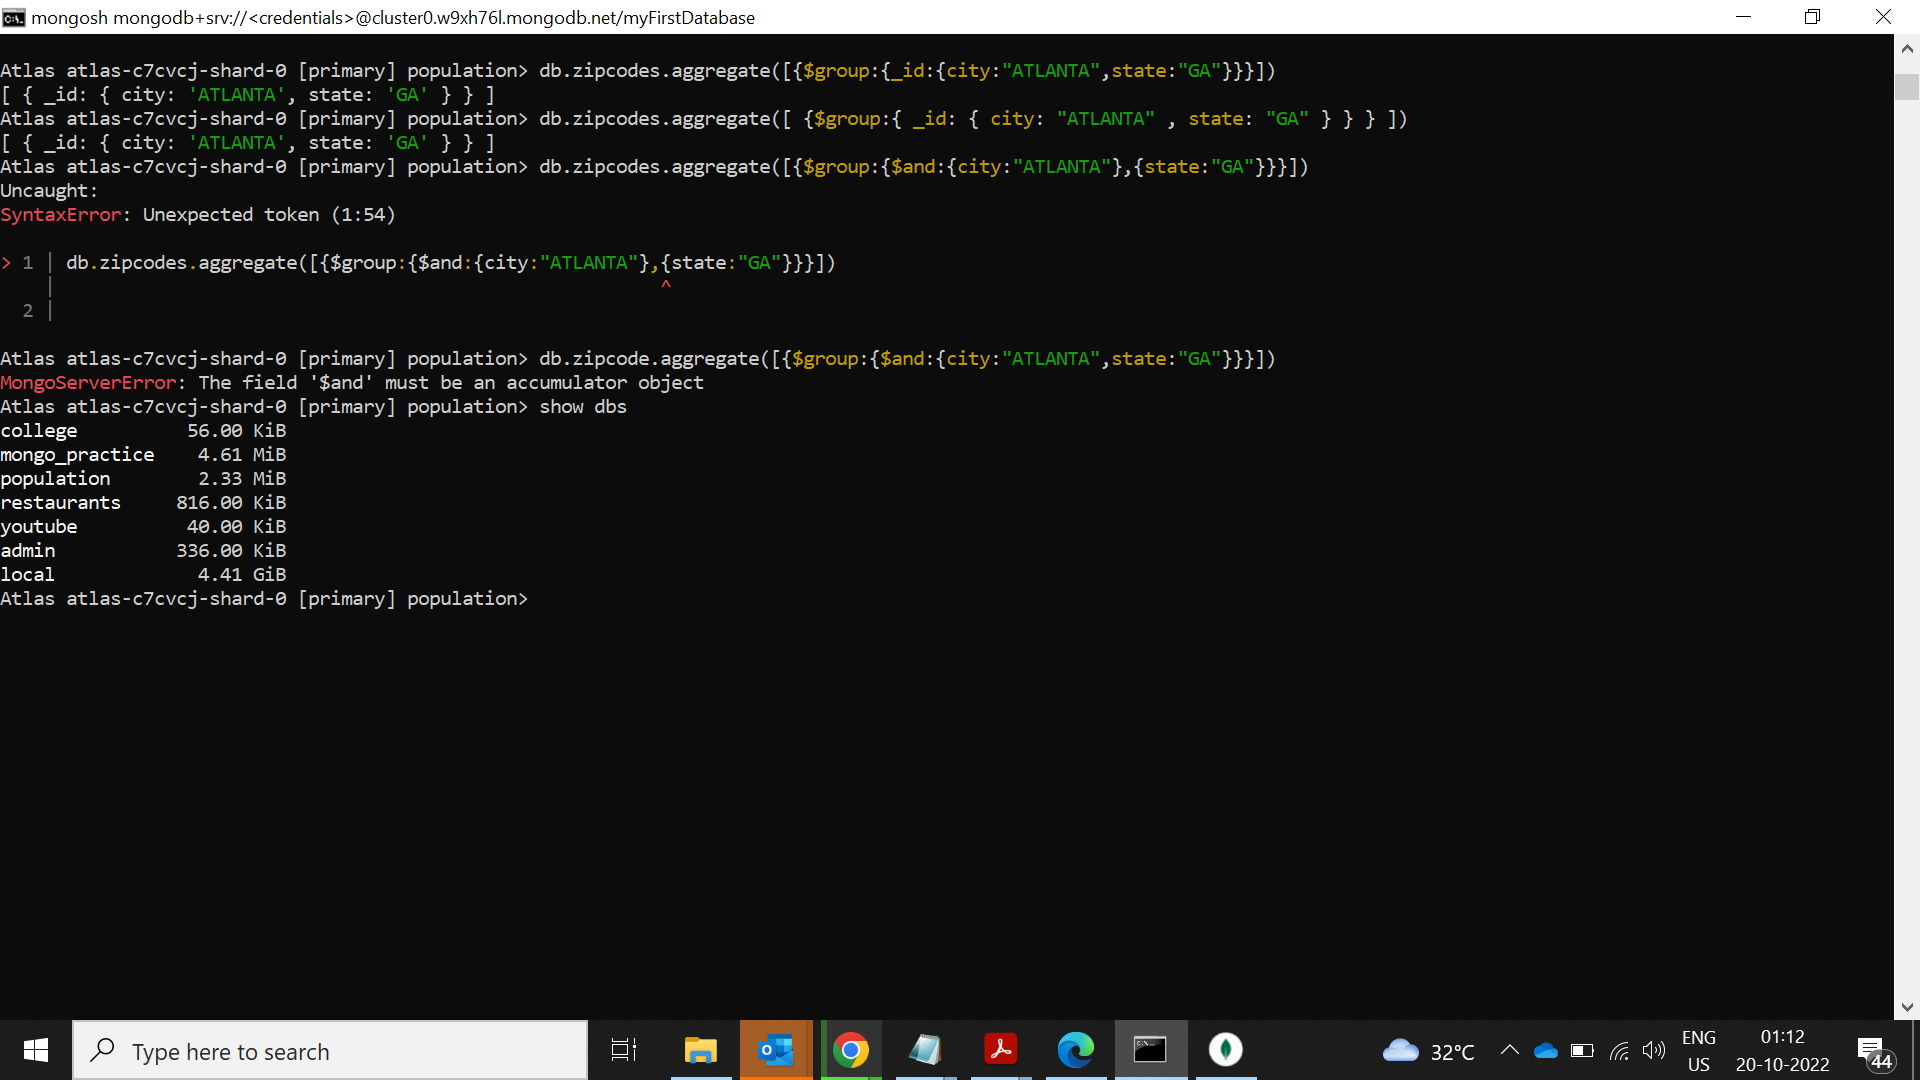 mongosh mongodb+srv://<credentials>@cluster0.w9xh76l.mongodb.net/myFirstDatabase
Atlas atlas-c7cvcj-shard-0 [primary] population> db.zipcodes.aggregate([{$group:{_id:{city:"ATLANTA",state:"GA"}}}])
[ { _id: { city: 'ATLANTA', state: 'GA' } } ]
Atlas atlas-c7cvcj-shard-0 [primary] population> db.zipcodes.aggregate([ {$group:{ _id: { city: "ATLANTA" , state: "GA" } } } ])
[ { _id: { city: 'ATLANTA', state: 'GA' } } ]
Atlas atlas-c7cvcj-shard-0 [primary] population> db.zipcodes.aggregate([{$group:{$and:{city:"ATLANTA"},{state:"GA"}}}])
Uncaught:
SyntaxError: Unexpected token (1:54)
> 1 | db.zipcodes.aggregate([{$group:{$and:{city:"ATLANTA"},{state:"GA"}}}])
| ^
2 |
Atlas atlas-c7cvcj-shard-0 [primary] population> db.zipcode.aggregate([{$group:{$and:{city:"ATLANTA",state:"GA"}}}])
MongoServerError: The field '$and' must be an accumulator object
Atlas atlas-c7cvcj-shard-0 [primary] population> show dbs
college 56.00 KiB
mongo_practice 4.61 MiB
population 2.33 MiB
restaurants 816.00 KiB
youtube 40.00 KiB
admin 336.00 KiB
local 4.41 GiB
Atlas atlas-c7cvcj-shard-0 [primary] population>
Type here to search
32°C
ENG
US
01:12
20-10-2022
44